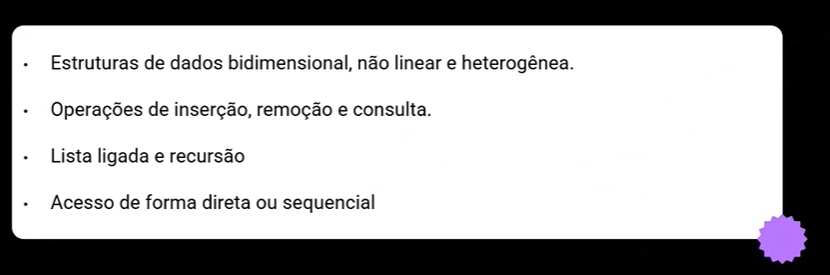 • Estruturas de dados bidimensional, não linear e heterogênea.
• Operações de inserção, remoção e consulta.
• Lista ligada e recursão
• Acesso de forma direta ou sequencial